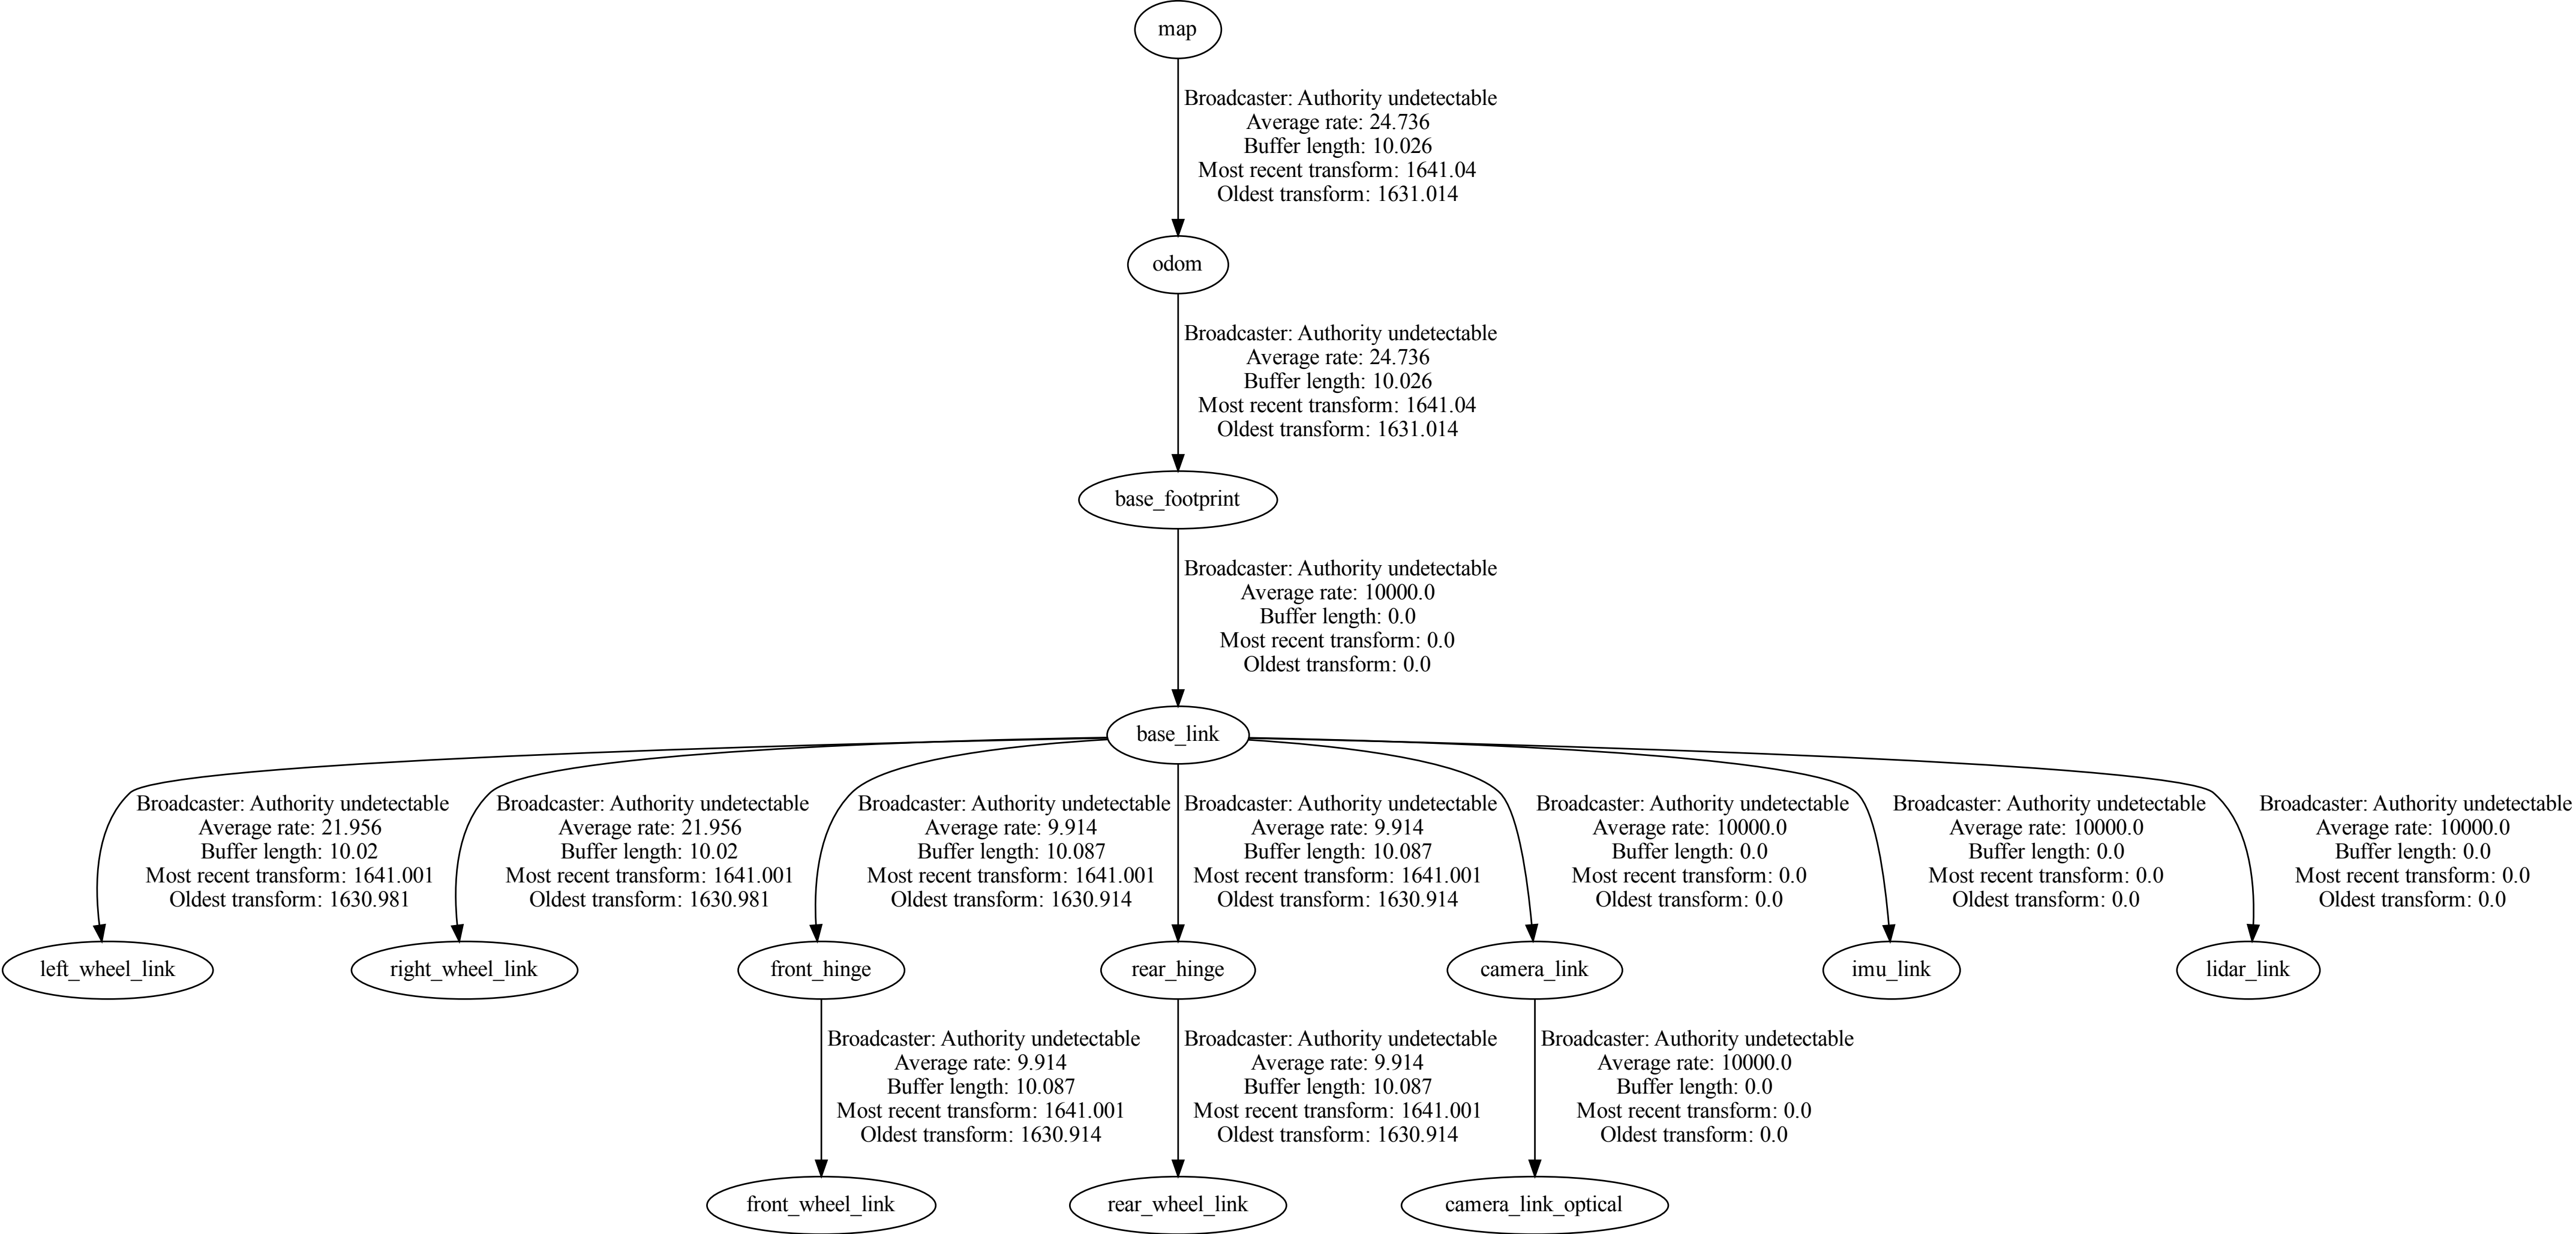 map
Broadcaster: Authority undetectable
Average rate: 24.736
Buffer length: 10.026
Most recent transform: 1641.04
Oldest transform: 1631.014
odom
Broadcaster: Authority undetectable
Average rate: 24.736
Buffer length: 10.026
Most recent transform: 1641.04
Oldest transform: 1631.014
base_footprint
Broadcaster: Authority undetectable
Average rate: 10000.0
Buffer length: 0.0
Most recent transform: 0.0
Oldest transform: 0.0
base_link
Broadcaster: Authority undetectable
Average rate: 21.956
Buffer length: 10.02
Most recent transform: 1641.001
Oldest transform: 1630.981
Broadcaster: Authority undetectable
Average rate: 21.956
Buffer length: 10.02
Most recent transform: 1641.001
Oldest transform: 1630.981
Broadcaster: Authority undetectable
Average rate: 9.914
Buffer length: 10.087
Most recent transform: 1641.001
Oldest transform: 1630.914
Broadcaster: Authority undetectable
Average rate: 9.914
Buffer length: 10.087
Most recent transform: 1641.001
Oldest transform: 1630.914
Broadcaster: Authority undetectable
Average rate: 10000.0
Buffer length: 0.0
Most recent transform: 0.0
Oldest transform: 0.0
Broadcaster: Authority undetectable
Average rate: 10000.0
Buffer length: 0.0
Most recent transform: 0.0
Oldest transform: 0.0
Broadcaster: Authority undetectable
Average rate: 10000.0
Buffer length: 0.0
Most recent transform: 0.0
Oldest transform: 0.0
left_wheel_link
right_wheel_link
front_hinge
rear_hinge
camera_link
imu_link
lidar_link
Broadcaster: Authority undetectable
Average rate: 9.914
Buffer length: 10.087
Most recent transform: 1641.001
Oldest transform: 1630.914
Broadcaster: Authority undetectable
Average rate: 9.914
Buffer length: 10.087
Most recent transform: 1641.001
Oldest transform: 1630.914
Broadcaster: Authority undetectable
Average rate: 10000.0
Buffer length: 0.0
Most recent transform: 0.0
Oldest transform: 0.0
front_wheel_link
rear_wheel_link
camera_link_optical